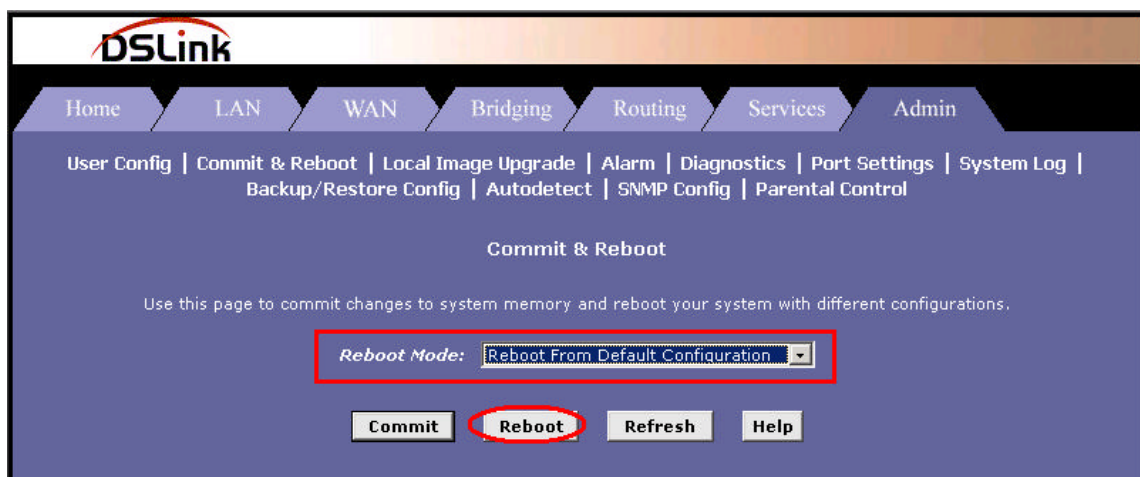 DSLink
Home LAN WAN Bridging Routing Services Admin
User Config | Commit & Reboot | Local Image Upgrade | Alarm | Diagnostics | Port Settings | System Log |
Backup/Restore Config | Autodetect | SNMP Config | Parental Control
Commit & Reboot
Use this page to commit changes to system memory and reboot your system with different configurations.
Reboot Mode: Reboot From Default Configuration
Commit Reboot Refresh Help